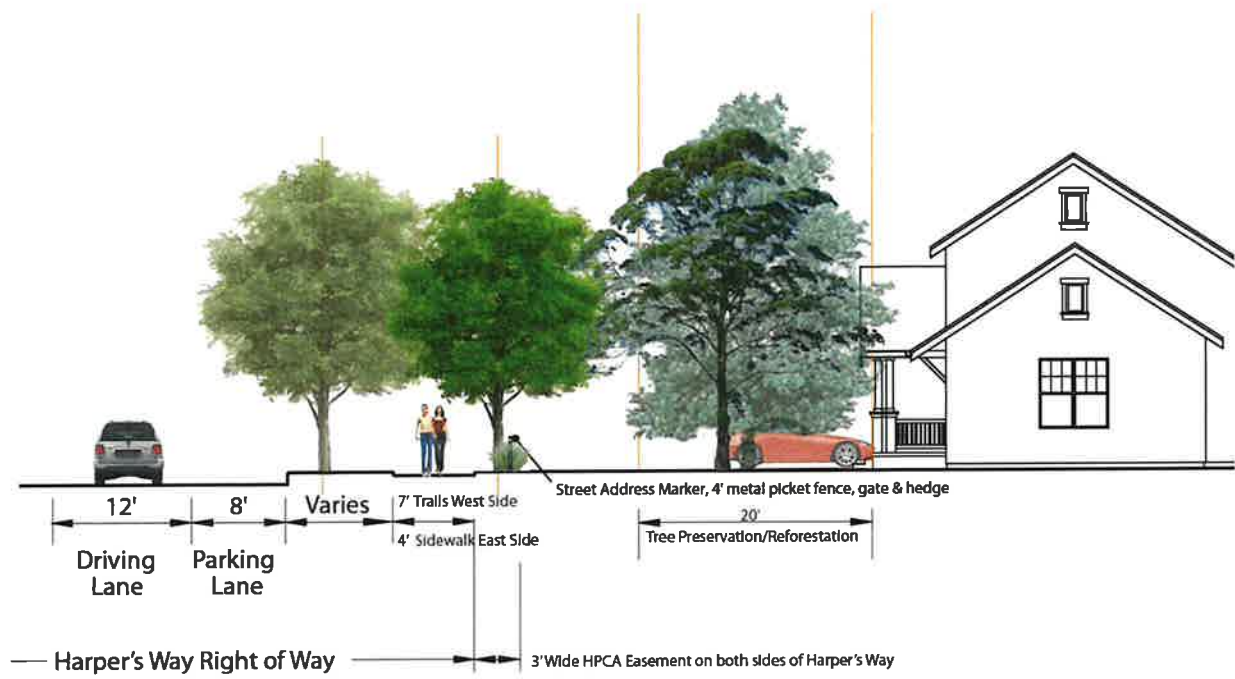 Street Address Marker, 4' metal picket fence, gate & hedge
12'
8'
Varies
7' Trails West Side
4' Sidewalk East Side
20'
Tree Preservation/Reforestation
Driving
Lane
Parking
Lane
Harper's Way Right of Way
3' Wide HPCA Easement on both sides of Harper's Way